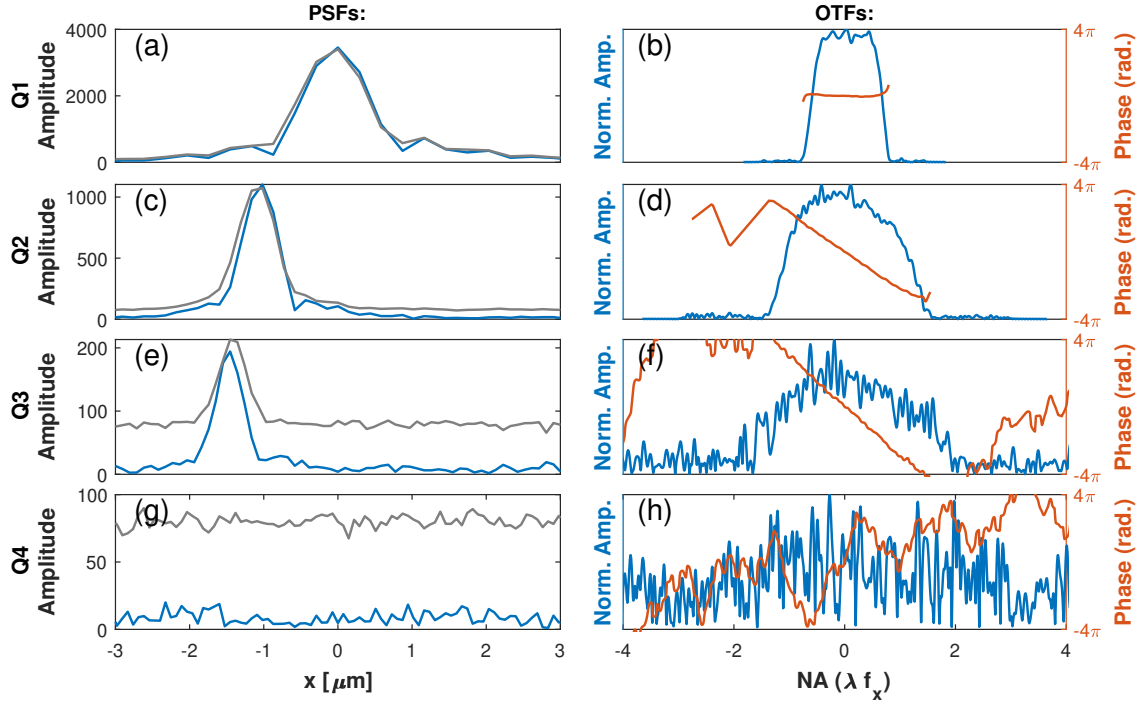 PSFs: OTFs:
(a) (b)
Q1
Amplitude
4000
2000
0
Norm. Amp.
4π
-4π
Phase (rad.)
(c) (d)
Q2
Amplitude
1000
500
0
Norm. Amp.
4π
-4π
Phase (rad.)
(e) (f)
Q3
Amplitude
200
100
0
Norm. Amp.
4π
-4π
Phase (rad.)
(g) (h)
Q4
Amplitude
100
50
0
Norm. Amp.
4π
-4π
Phase (rad.)
-3 -2 -1 0 1 2 3
-4 -2 0 2 4
x [μm]
NA (λ f_x)